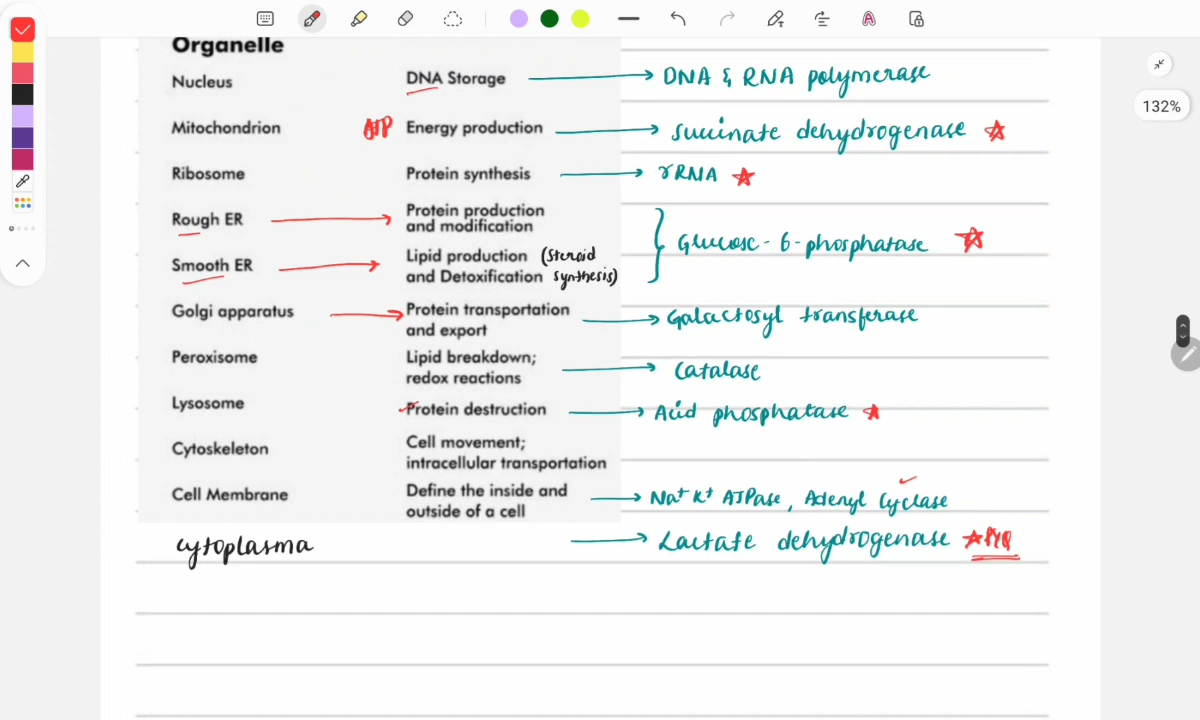 132%
Organelle
Nucleus DNA Storage DNA & RNA polymerase
Mitochondrion ATP Energy production Succinate dehydrogenase
Ribosome Protein synthesis rRNA
Rough ER Protein production
and modification
Glucose-6-phosphatase
Smooth ER Lipid production (Steroid
and Detoxification synthesis)
Golgi apparatus Protein transportation Galactosyl transferase
and export
Peroxisome Lipid breakdown;
redox reactions Catalase
Lysosome Protein destruction Acid phosphatase
Cytoskeleton Cell movement;
intracellular transportation
Cell Membrane Define the inside and Na+ K+ ATPase, Adenyl cyclase
outside of a cell
cytoplasma Lactate dehydrogenase PYQ